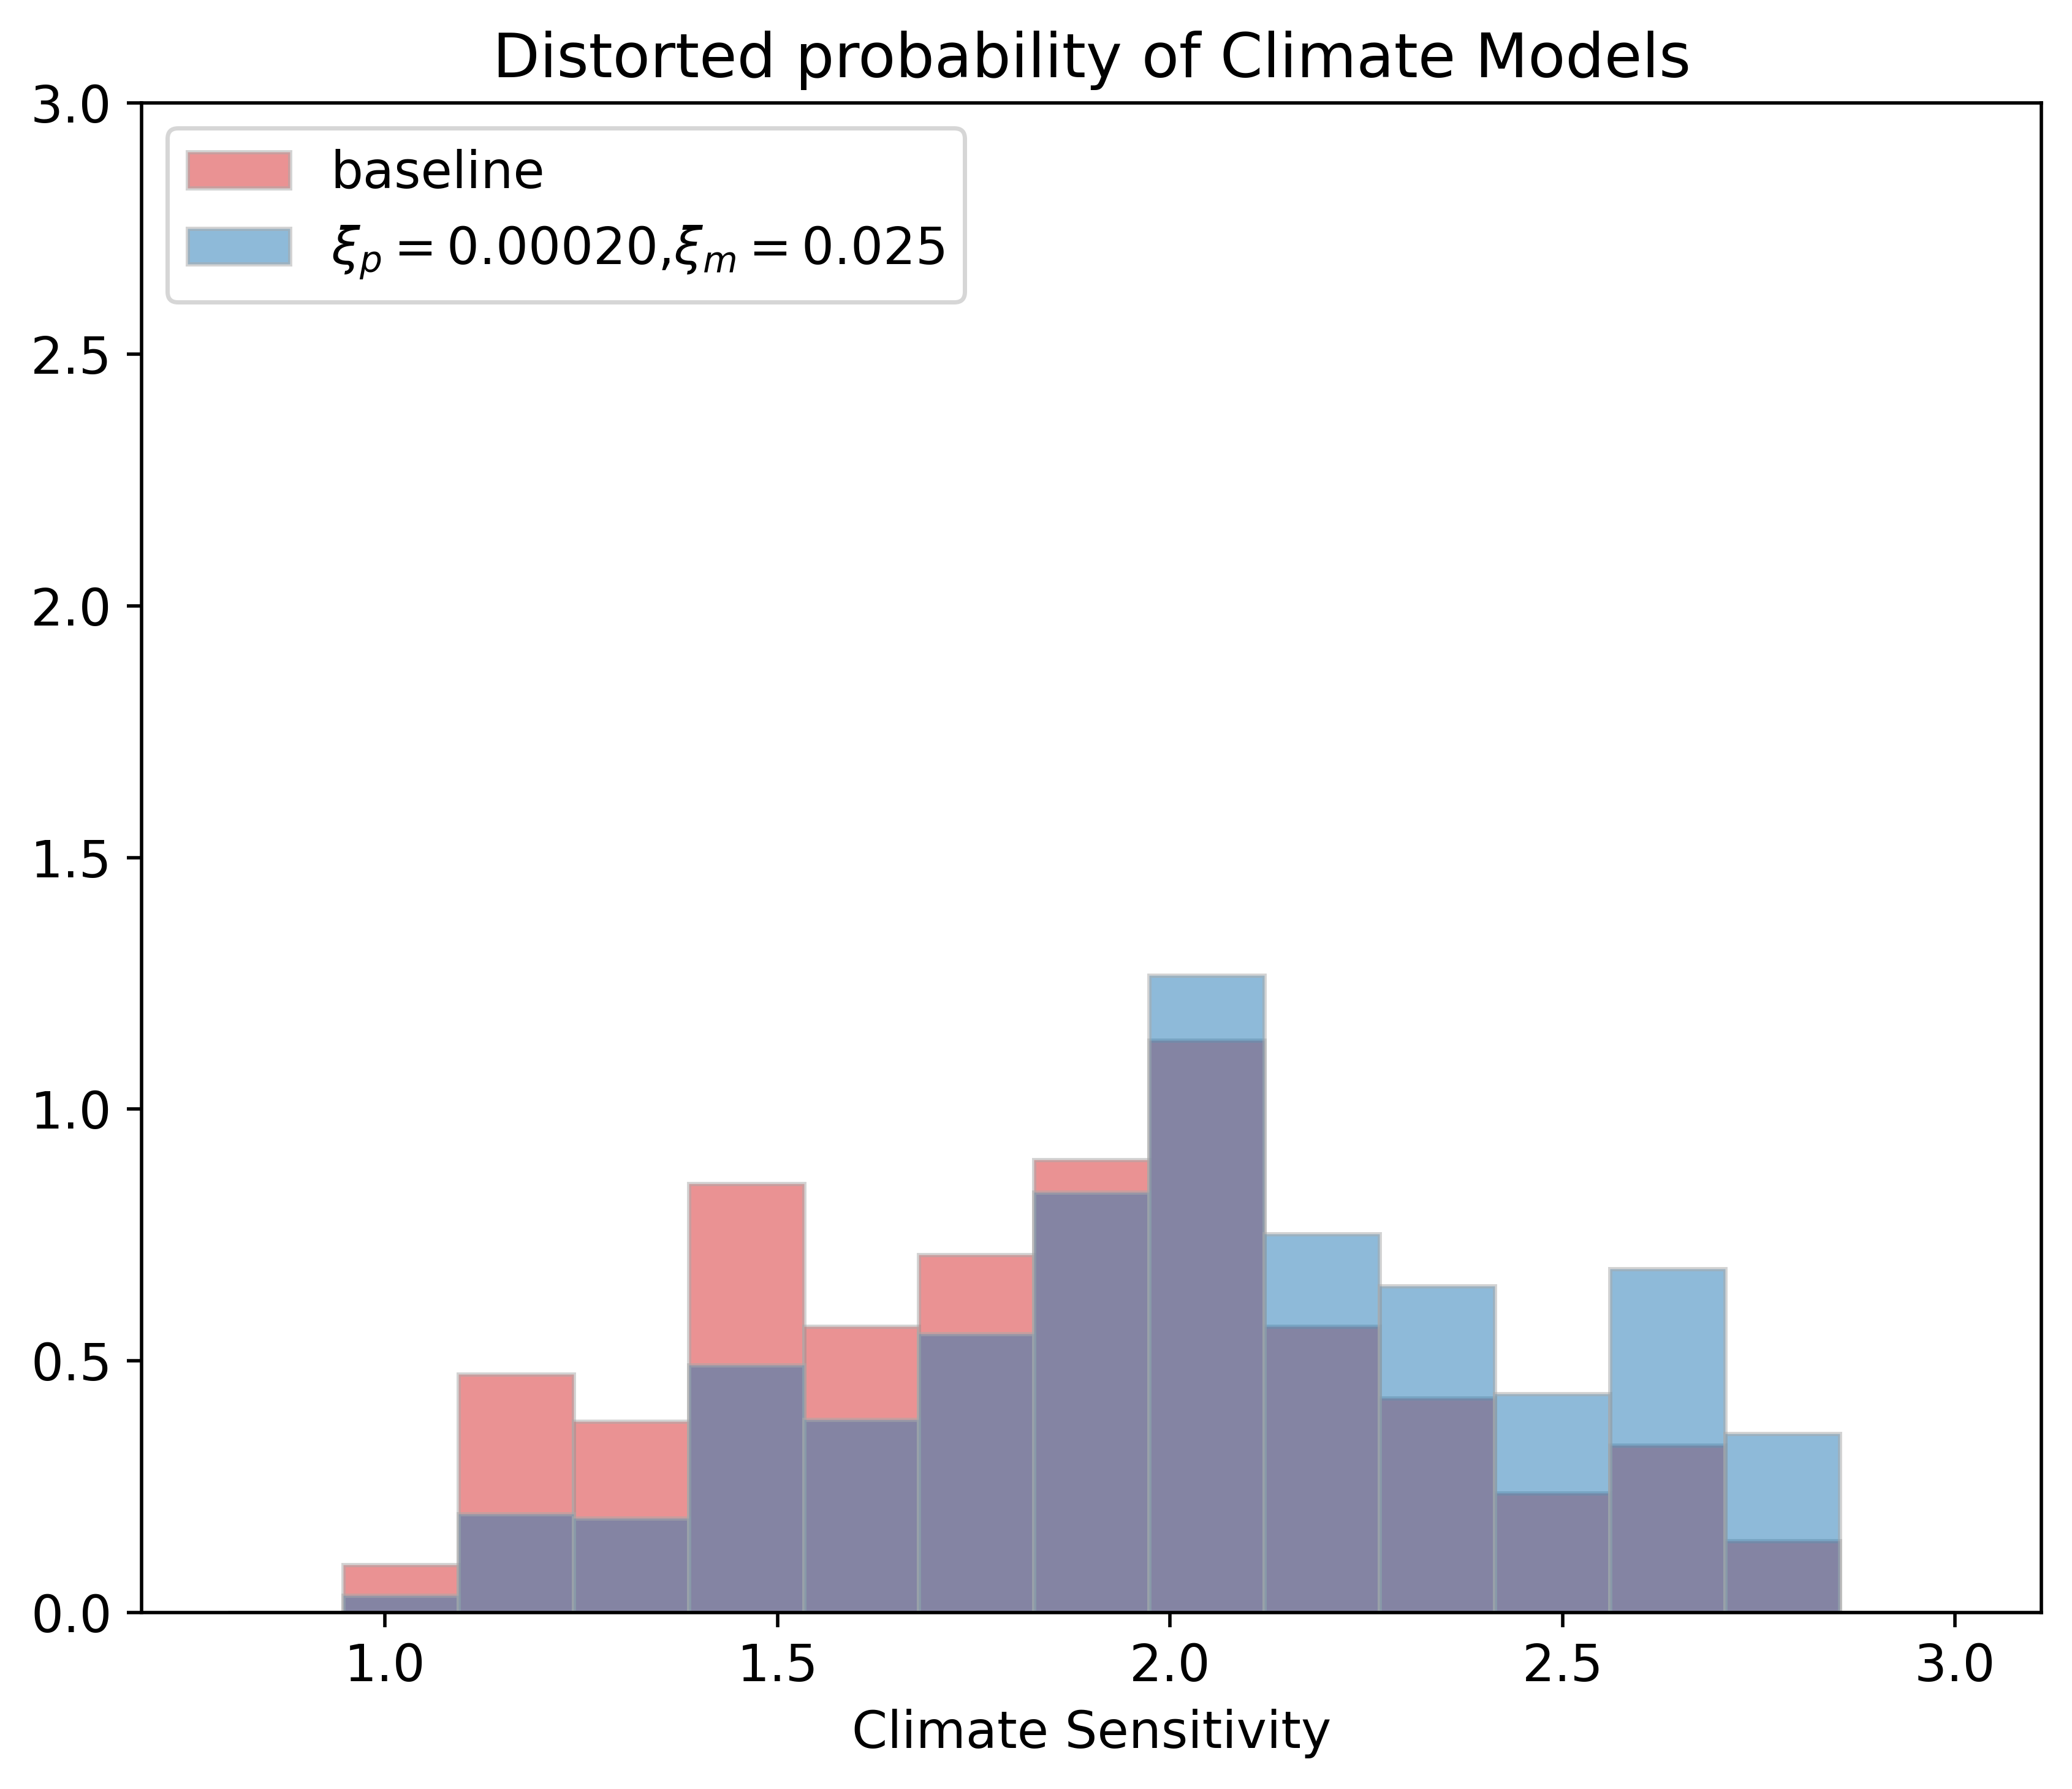 Distorted probability of Climate Models
3.0
2.5
2.0
1.5
1.0
0.5
0.0
baseline
ξₚ = 0.00020,ξₘ = 0.025
1.0 1.5 2.0 2.5 3.0
Climate Sensitivity